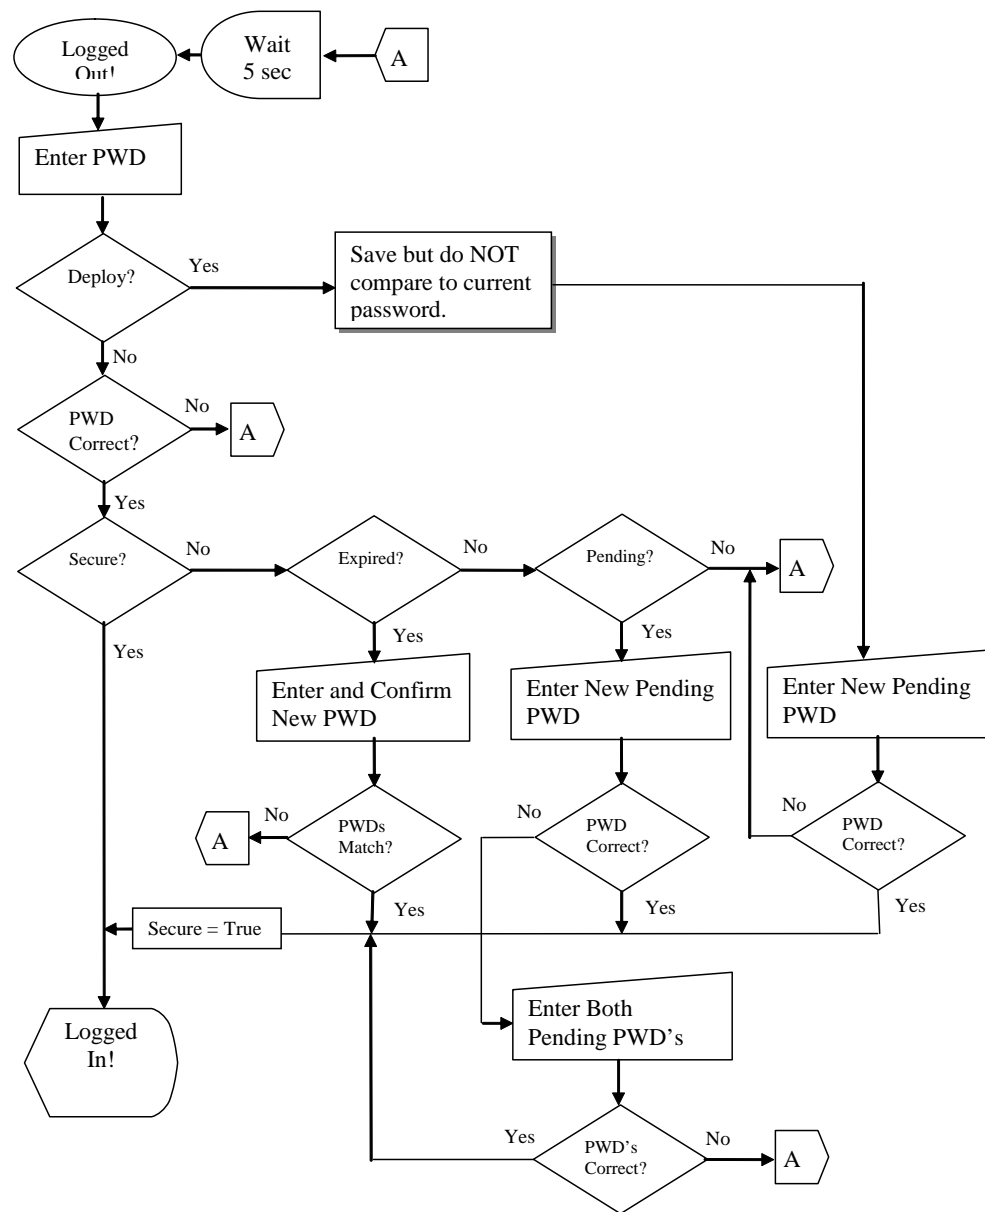 Logged
Out!
Wait
5 sec
A
Enter PWD
Deploy?
Yes
Save but do NOT
compare to current
password.
No
PWD
Correct?
No
A
Yes
Secure?
No
Expired?
No
Pending?
No
A
Yes
Yes
Yes
Enter and Confirm
New PWD
Enter New Pending
PWD
Enter New Pending
PWD
A
No
PWDs
Match?
No
PWD
Correct?
No
PWD
Correct?
Yes
Yes
Yes
Secure = True
Logged
In!
Enter Both
Pending PWD’s
Yes
PWD’s
Correct?
No
A